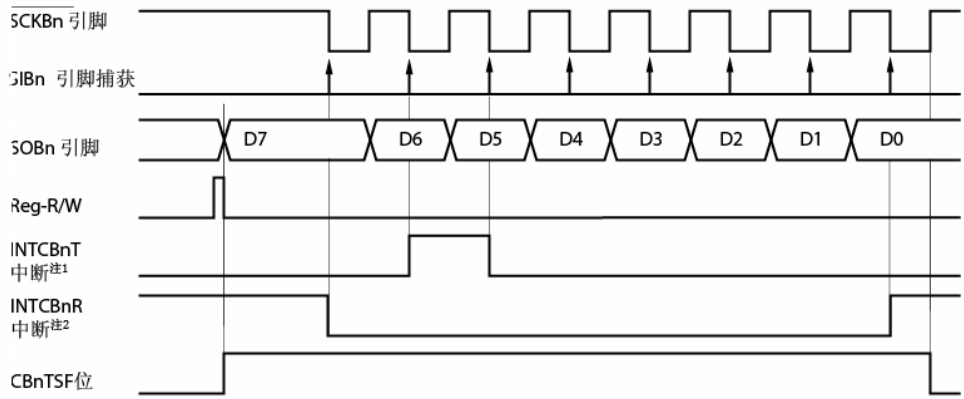 SCKBn 引脚
SIBn 引脚捕获
SOBn 引脚
D7 D6 D5 D4 D3 D2 D1 D0
Reg-R/W
INTCBnT
中断注1
INTCBnR
中断注2
CBnTSF位